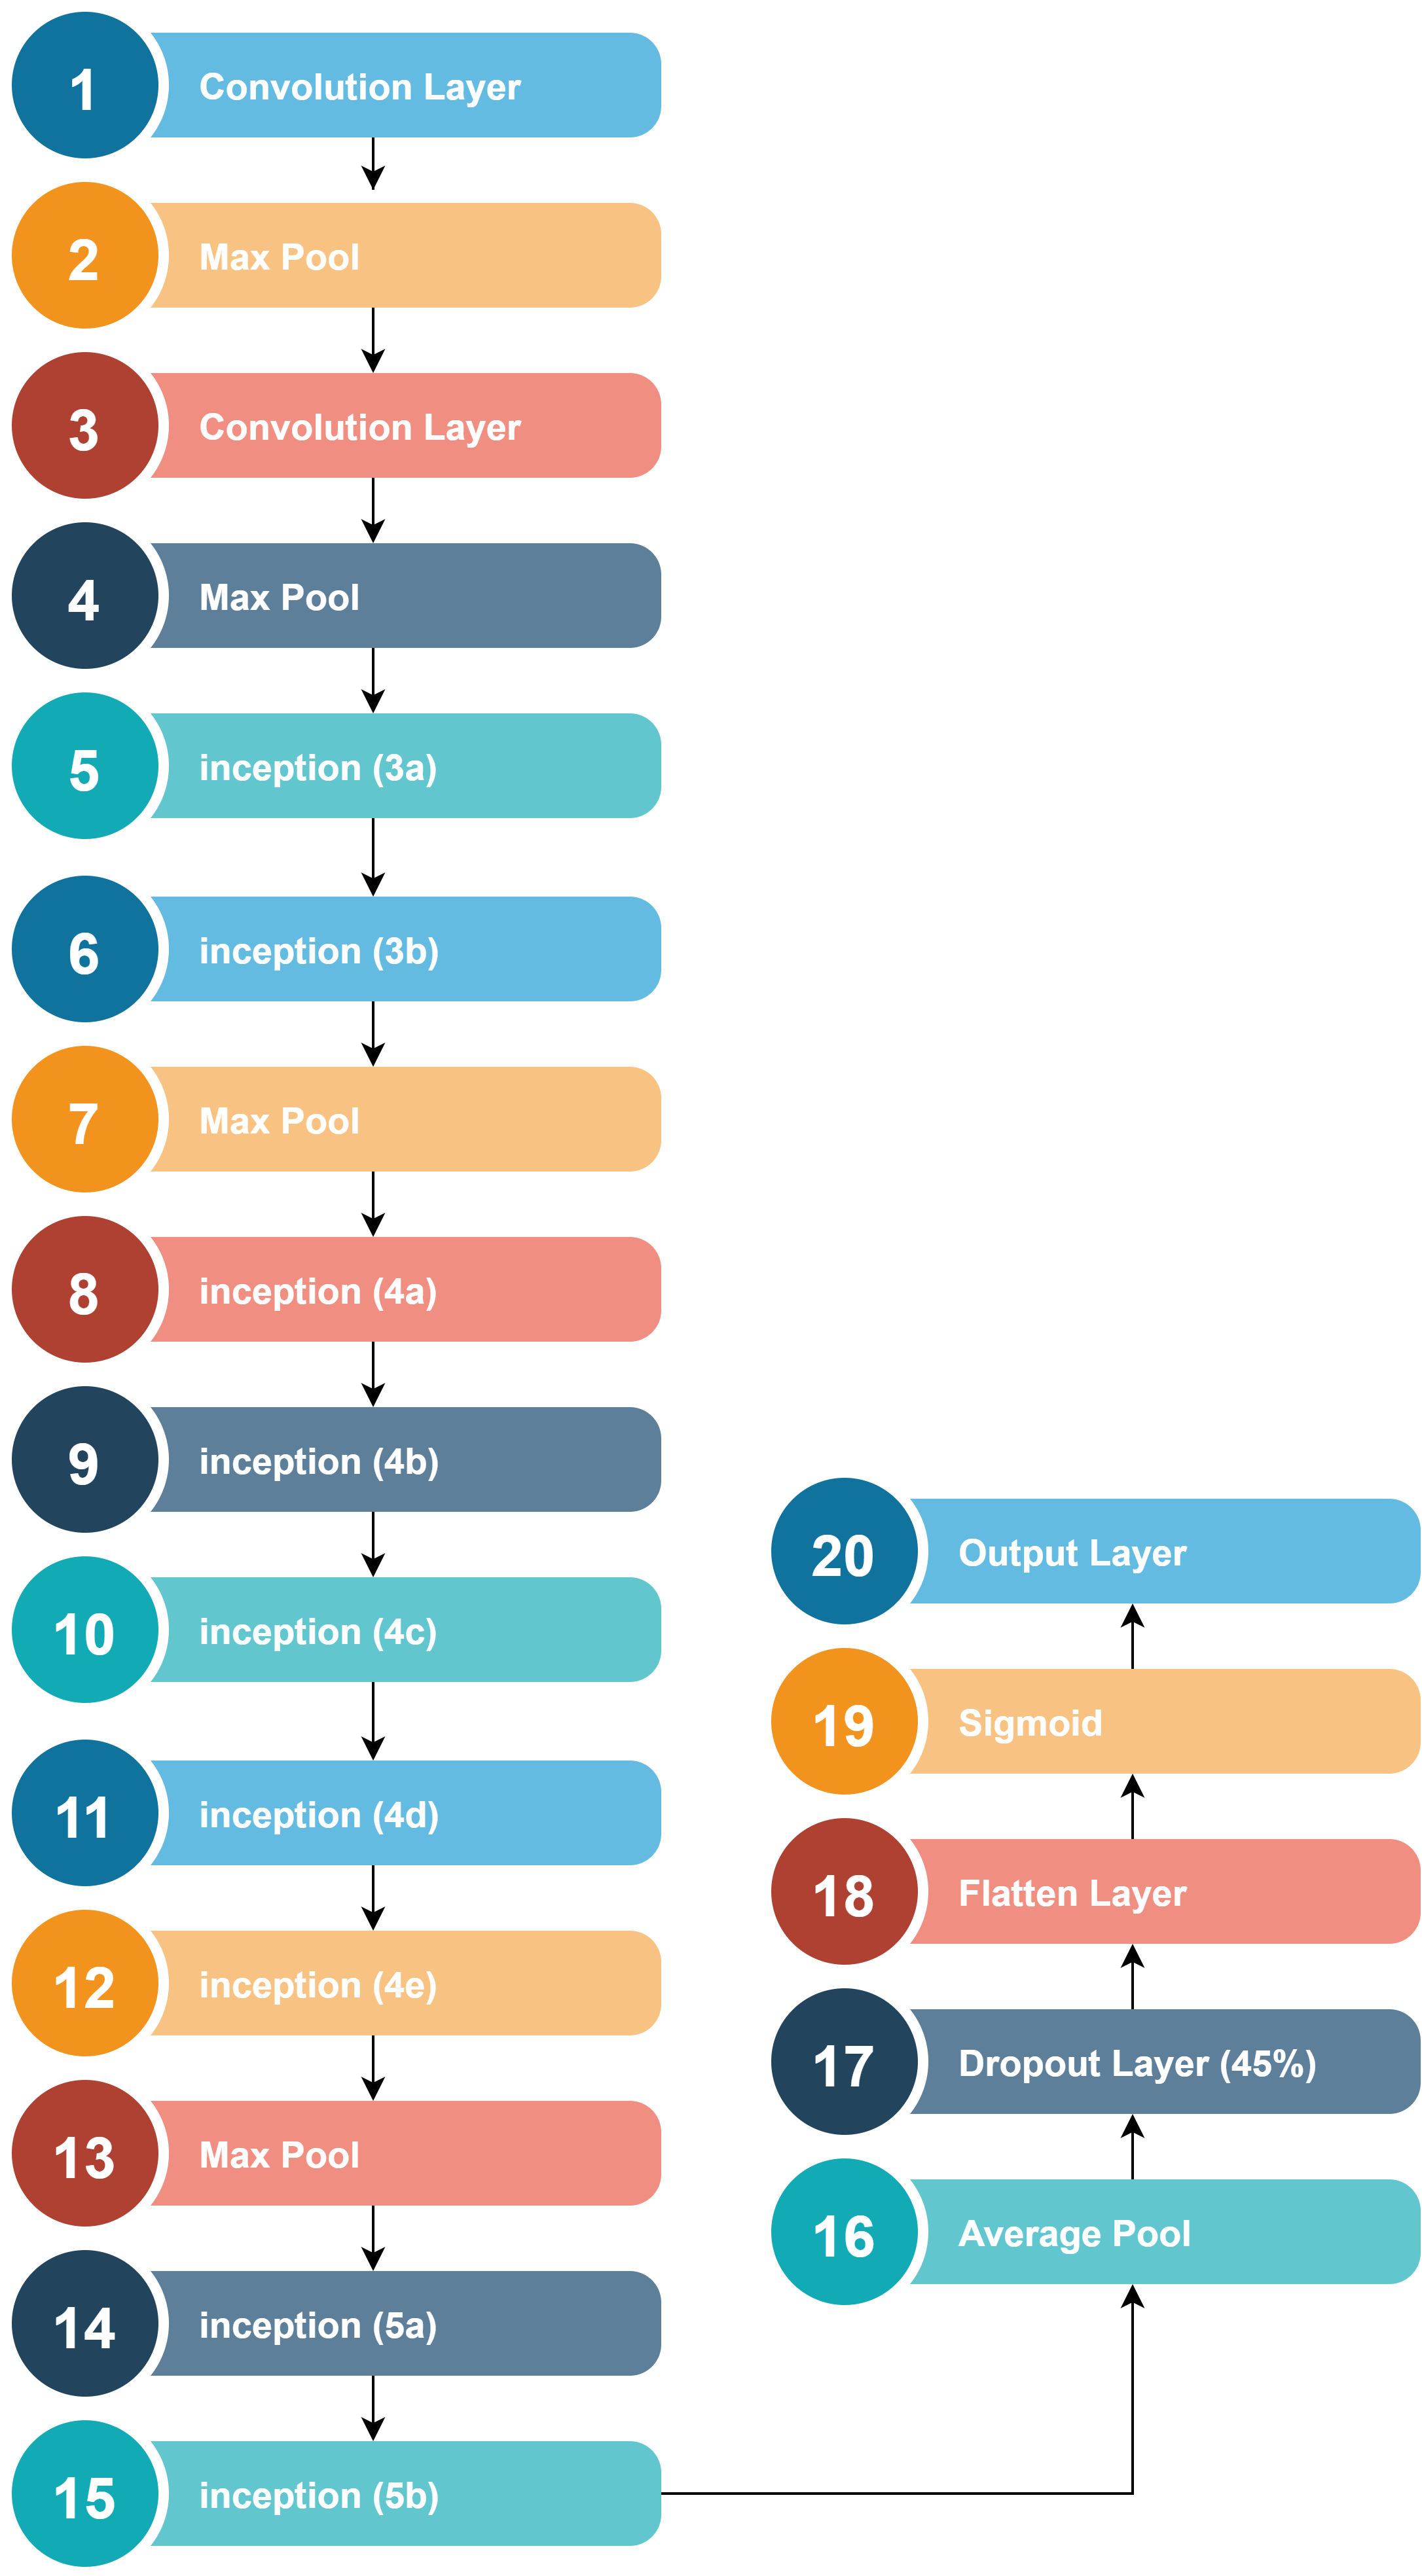 1 Convolution Layer
2 Max Pool
3 Convolution Layer
4 Max Pool
5 inception (3a)
6 inception (3b)
7 Max Pool
8 inception (4a)
9 inception (4b)
10 inception (4c)
11 inception (4d)
12 inception (4e)
13 Max Pool
14 inception (5a)
15 inception (5b)
16 Average Pool
17 Dropout Layer (45%)
18 Flatten Layer
19 Sigmoid
20 Output Layer